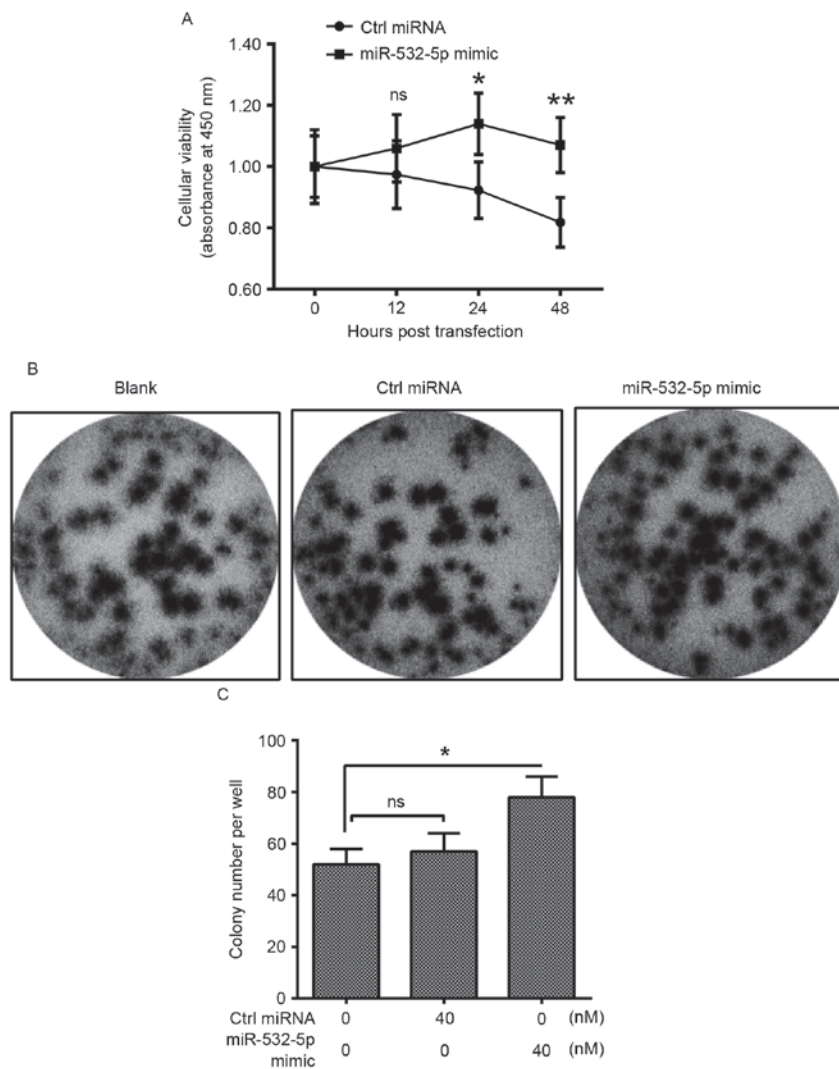 A
Ctrl miRNA
miR-532-5p mimic
1.40
1.20
1.00
0.80
0.60
Cellular viability
(absorbance at 450 nm)
ns
*
**
0 12 24 48
Hours post transfection
B
Blank Ctrl miRNA miR-532-5p mimic
C
100
80
60
40
20
0
Colony number per well
*
ns
Ctrl miRNA 0 40 0 (nM)
miR-532-5p
mimic 0 0 40 (nM)